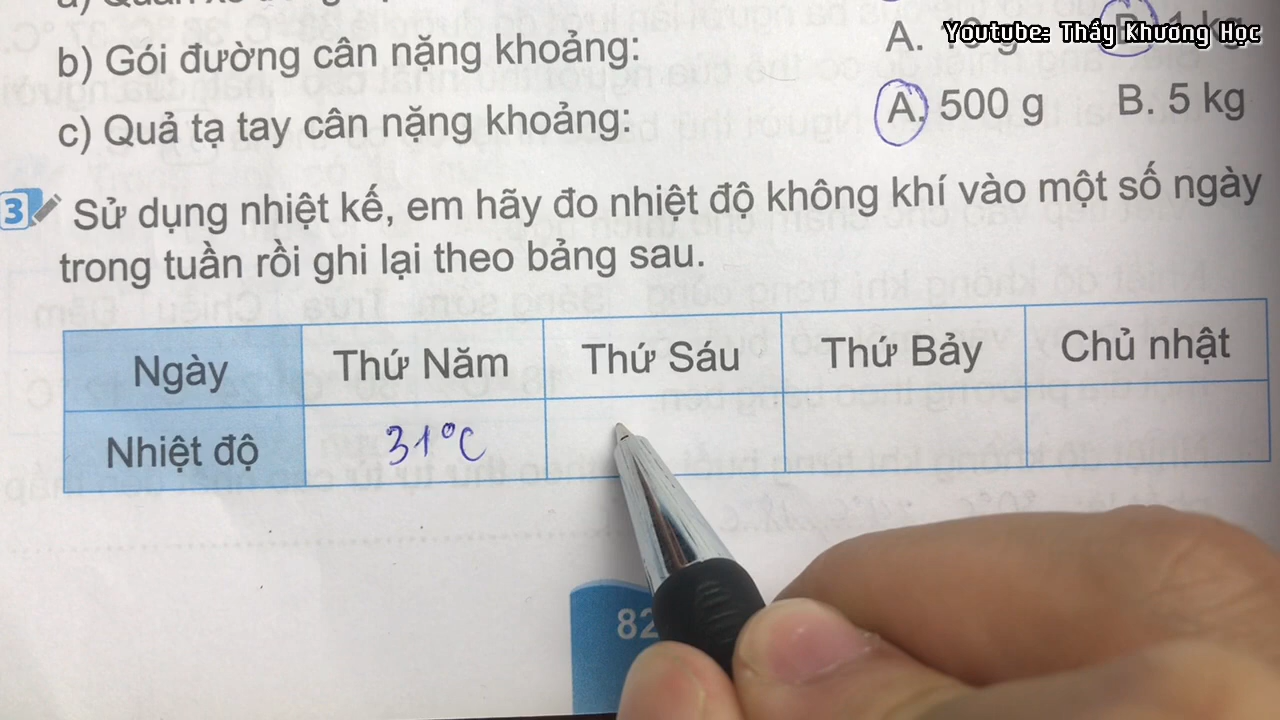 Youtube: Thầy Khương Học
b) Gói đường cân nặng khoảng: A. B. 1 kg
c) Quả tạ tay cân nặng khoảng: A. 500 g B. 5 kg
3 Sử dụng nhiệt kế, em hãy đo nhiệt độ không khí vào một số ngày
trong tuần rồi ghi lại theo bảng sau.
Ngày Thứ Năm Thứ Sáu Thứ Bảy Chủ nhật
Nhiệt độ 31°C
82